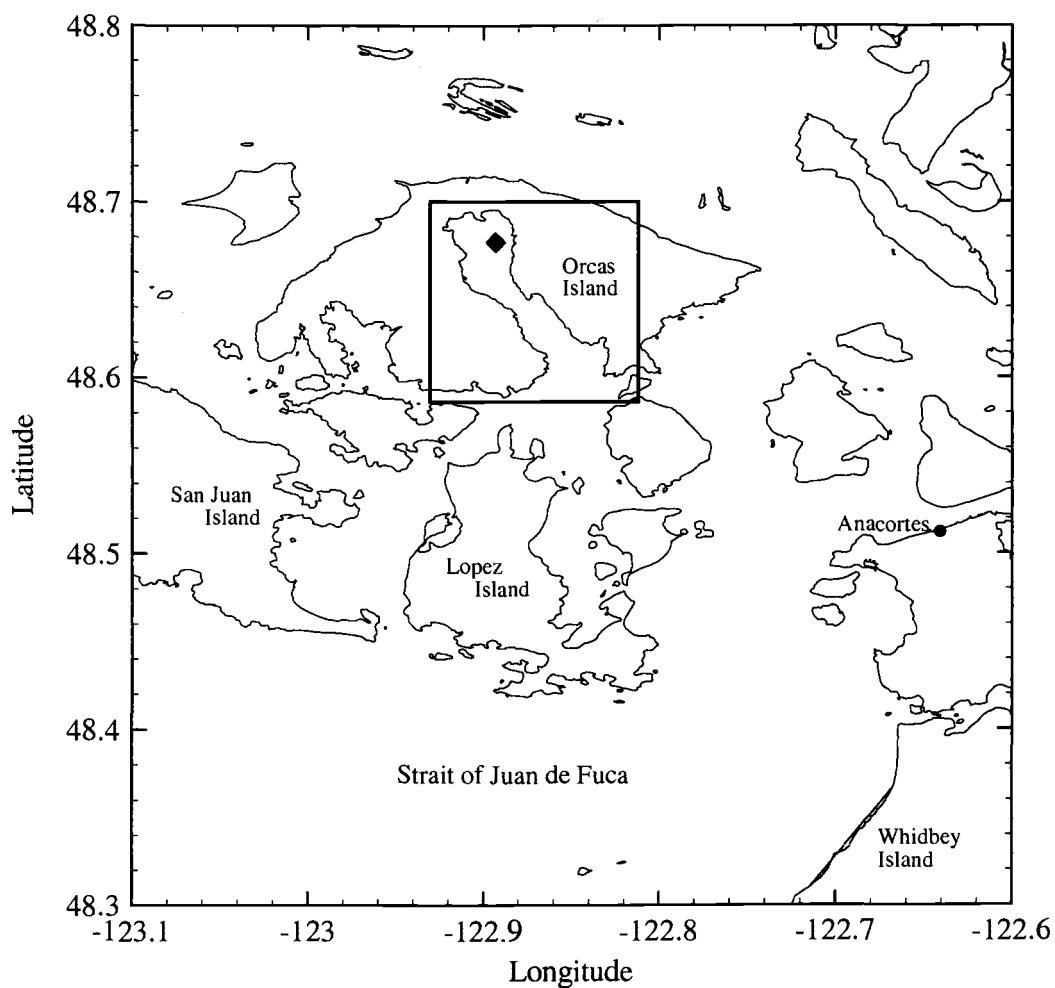 48.8
48.7
48.6
48.5
48.4
48.3
Latitude
Orcas
Island
San Juan
Island
Anacortes
Lopez
Island
Strait of Juan de Fuca
Whidbey
Island
-123.1
-123
-122.9
-122.8
-122.7
-122.6
Longitude